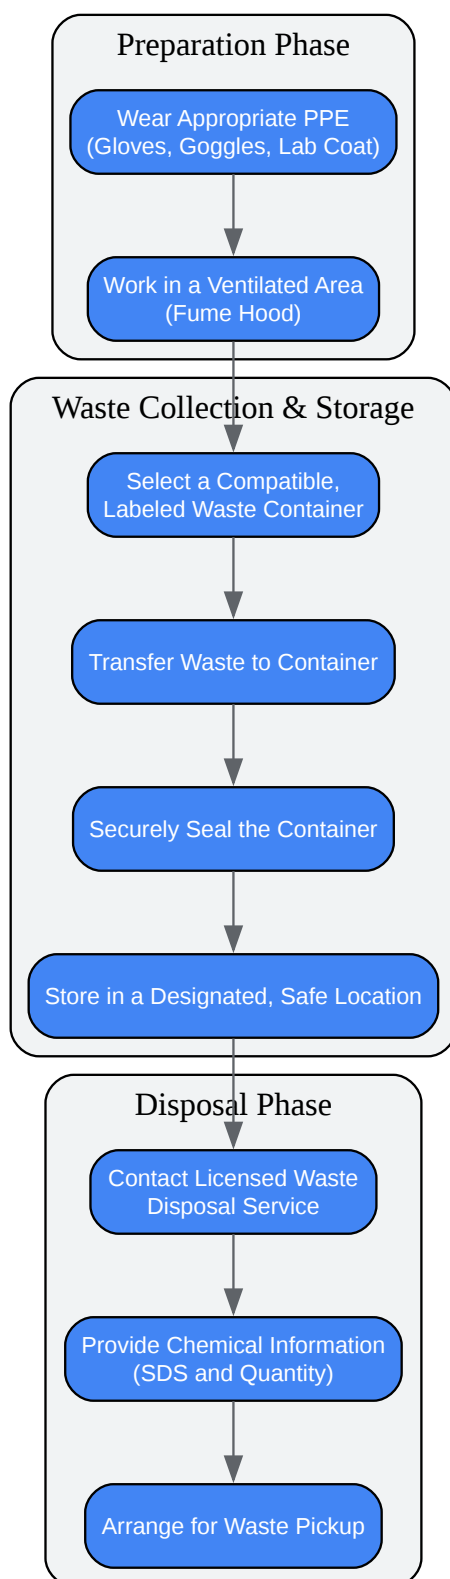 Preparation Phase
Wear Appropriate PPE
(Gloves, Goggles, Lab Coat)
Work in a Ventilated Area
(Fume Hood)
Waste Collection & Storage
Select a Compatible,
Labeled Waste Container
Transfer Waste to Container
Securely Seal the Container
Store in a Designated, Safe Location
Disposal Phase
Contact Licensed Waste
Disposal Service
Provide Chemical Information
(SDS and Quantity)
Arrange for Waste Pickup